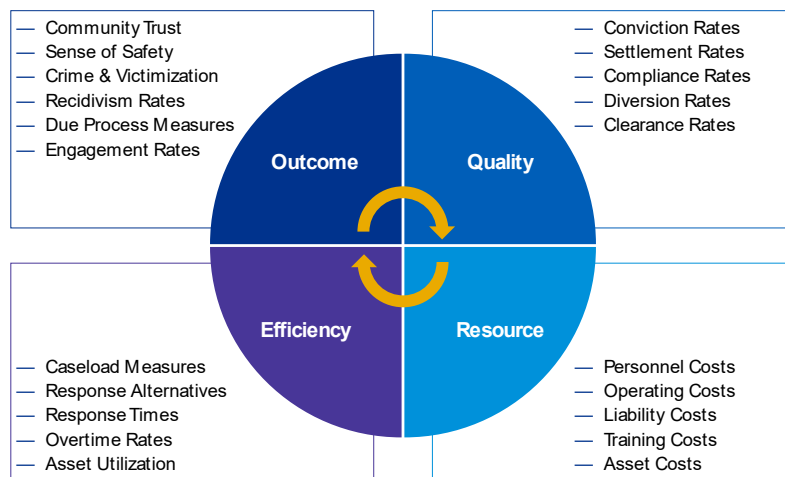 — Community Trust
— Sense of Safety
— Crime & Victimization
— Recidivism Rates
— Due Process Measures
— Engagement Rates
— Conviction Rates
— Settlement Rates
— Compliance Rates
— Diversion Rates
— Clearance Rates
Outcome
Quality
Efficiency
Resource
— Caseload Measures
— Response Alternatives
— Response Times
— Overtime Rates
— Asset Utilization
— Personnel Costs
— Operating Costs
— Liability Costs
— Training Costs
— Asset Costs